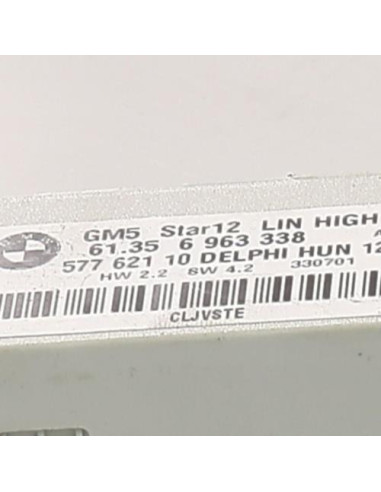 GM5 Star12 LIN HIGH
61.35 6 963 338
577 621 10 DELPHI HUN 12
HW 2.2 SW 4.2 330701
CLJVSTE